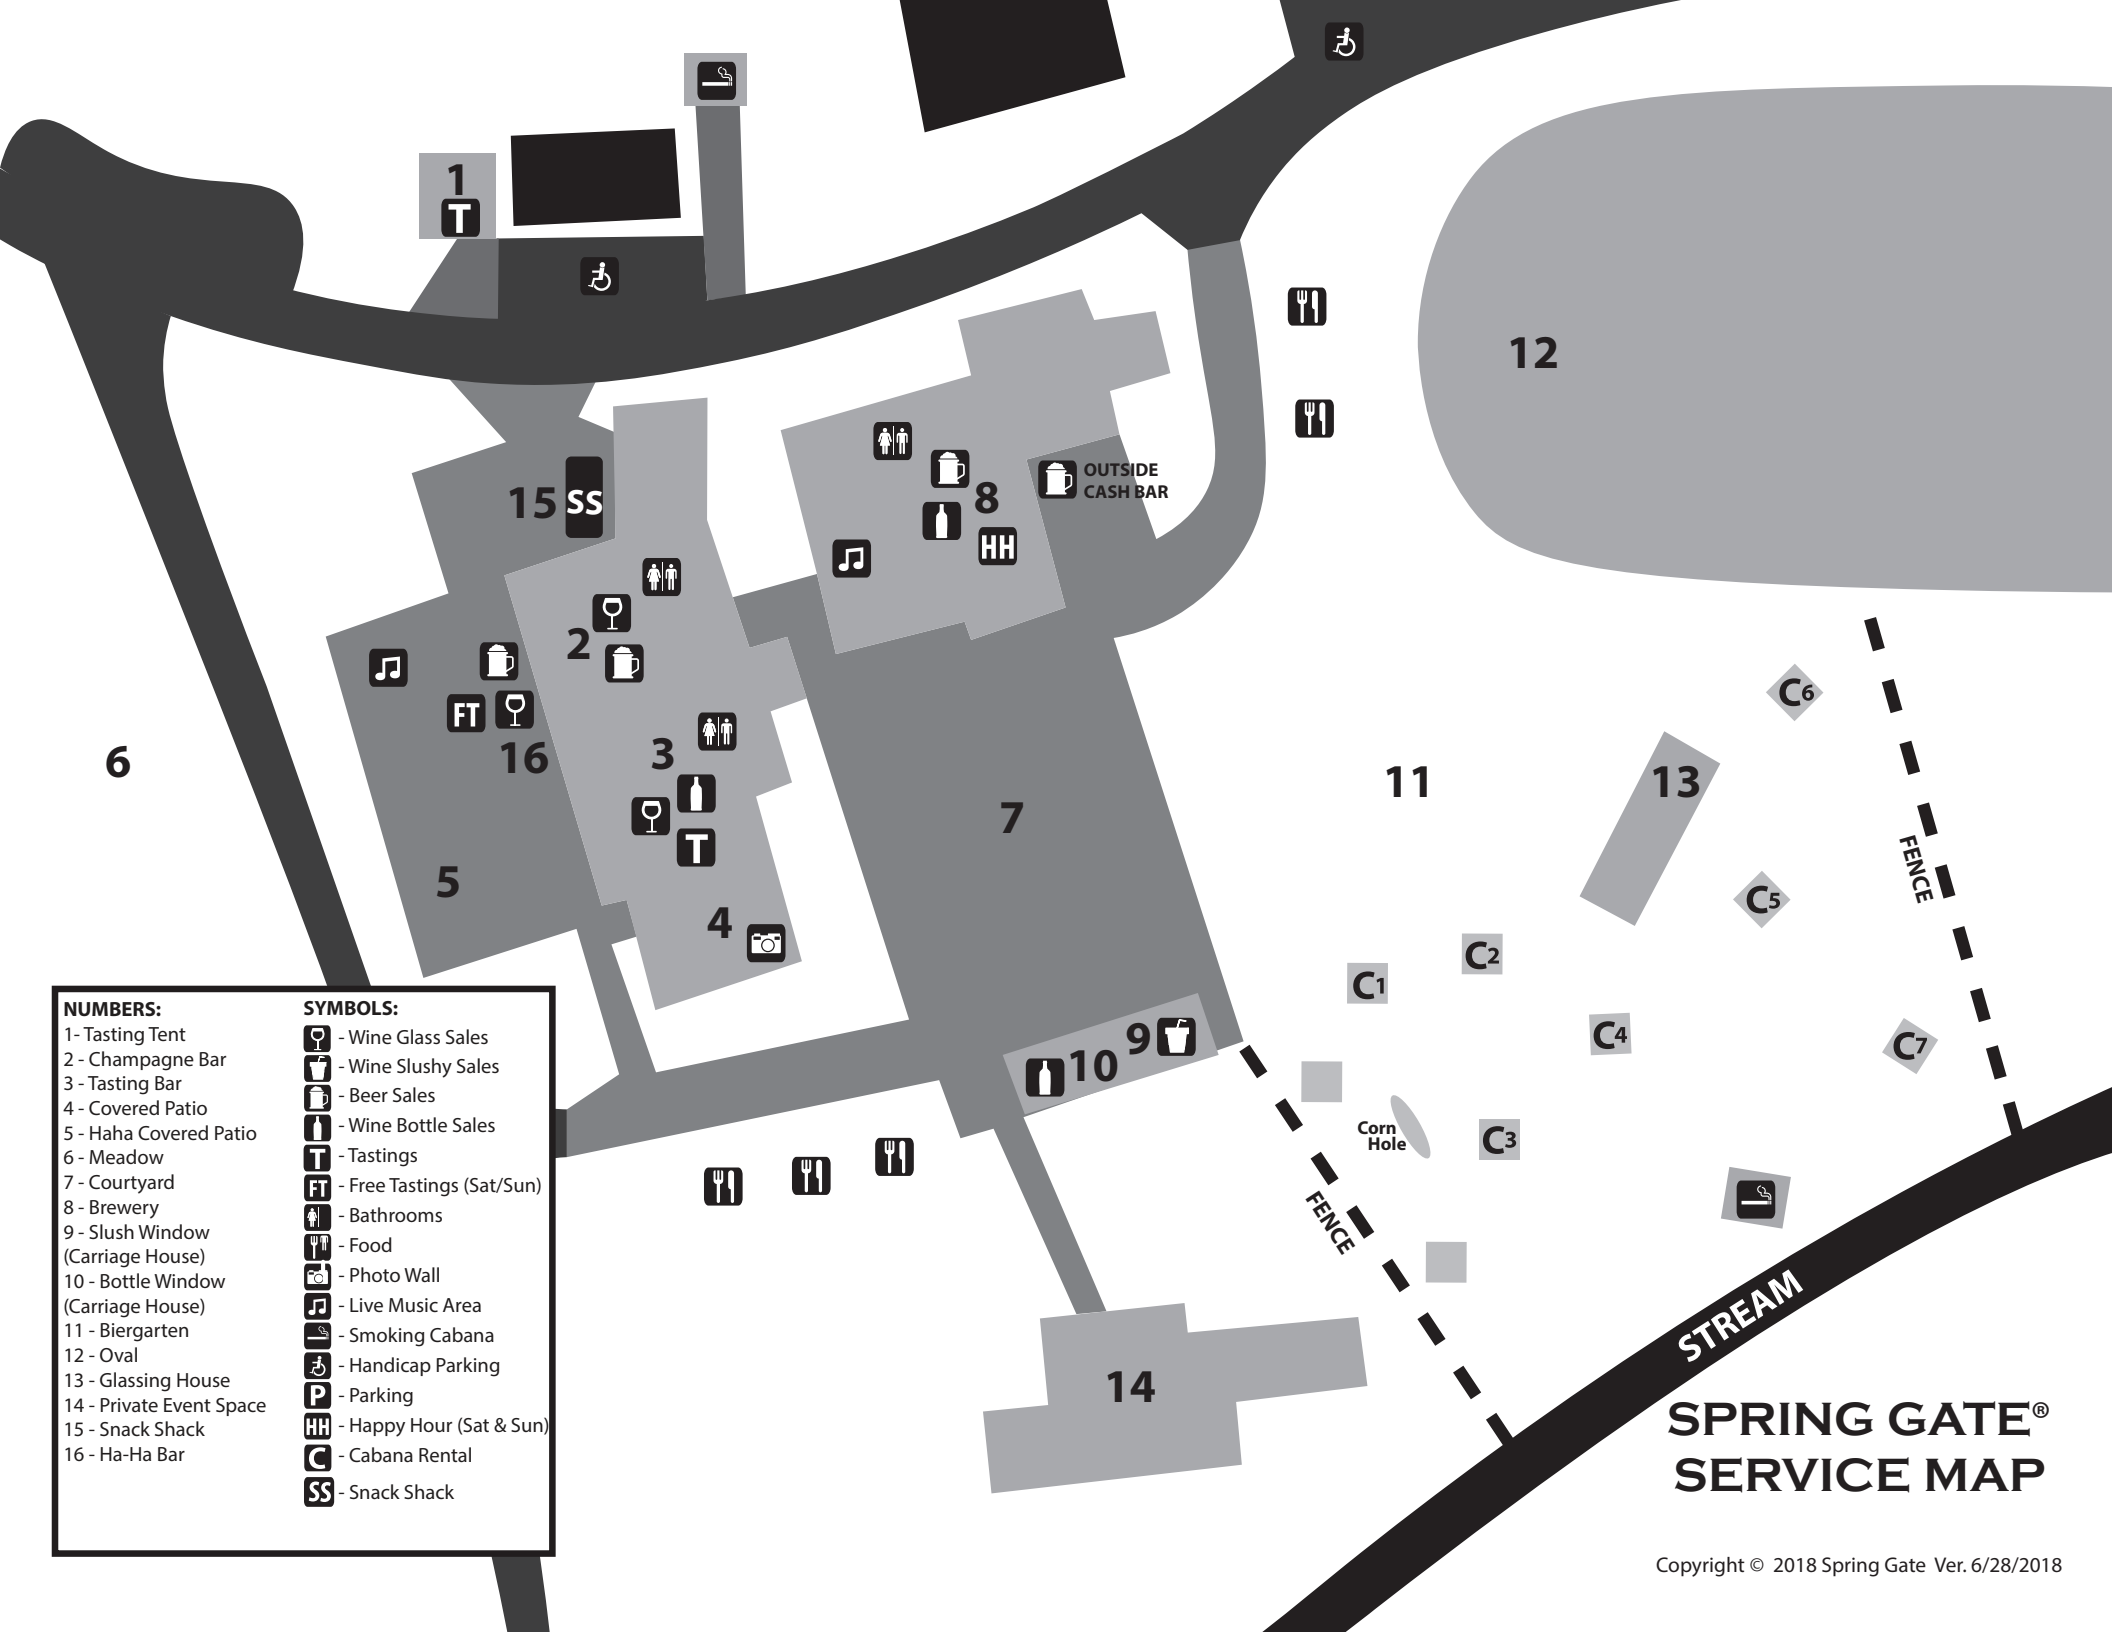 1
T
12
15 SS
8
HH
OUTSIDE
CASH BAR
2
FT
16
3
T
6
7
11
13
5
4
C6
C5
FENCE
C2
C1
C4
C7
9
10
Corn
Hole
C3
FENCE
14
STREAM
NUMBERS:
1- Tasting Tent
2 - Champagne Bar
3 - Tasting Bar
4 - Covered Patio
5 - Haha Covered Patio
6 - Meadow
7 - Courtyard
8 - Brewery
9 - Slush Window
(Carriage House)
10 - Bottle Window
(Carriage House)
11 - Biergarten
12 - Oval
13 - Glassing House
14 - Private Event Space
15 - Snack Shack
16 - Ha-Ha Bar
SYMBOLS:
- Wine Glass Sales
- Wine Slushy Sales
- Beer Sales
- Wine Bottle Sales
T - Tastings
FT - Free Tastings (Sat/Sun)
- Bathrooms
- Food
- Photo Wall
- Live Music Area
- Smoking Cabana
- Handicap Parking
P - Parking
HH - Happy Hour (Sat & Sun)
C - Cabana Rental
SS - Snack Shack
SPRING GATE®
SERVICE MAP
Copyright © 2018 Spring Gate Ver. 6/28/2018